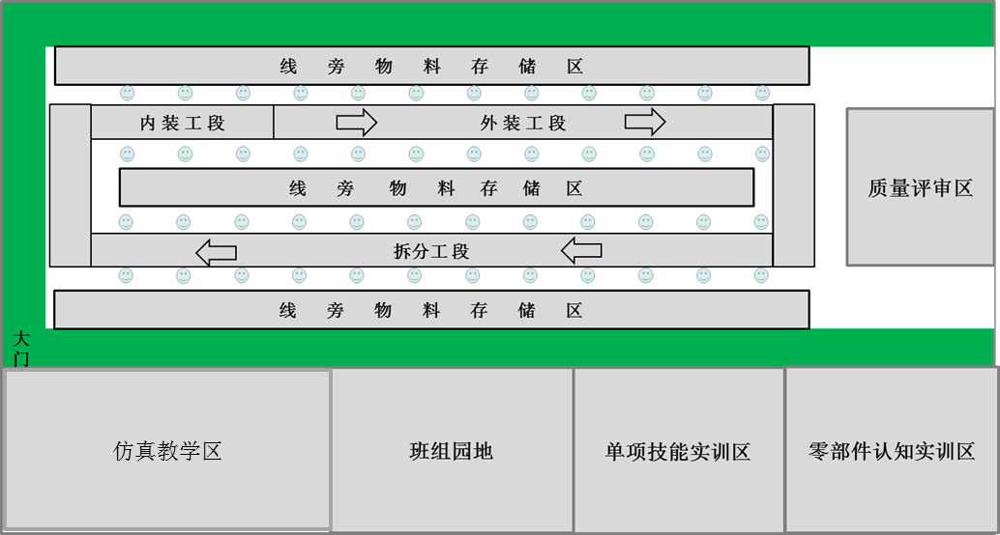 线旁物料存储区
内装工段
外装工段
线旁物料存储区
质量评审区
拆分工段
线旁物料存储区
大
门
仿真教学区
班组园地
单项技能实训区
零部件认知实训区